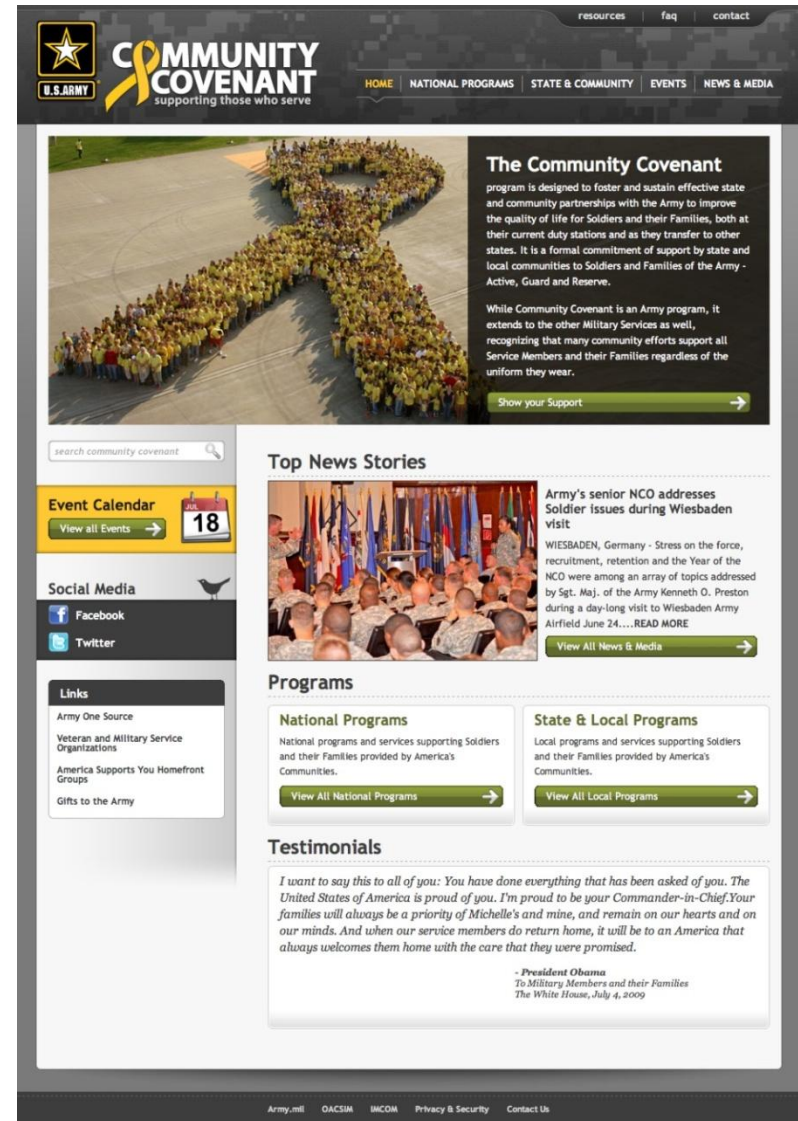 resources | faq | contact
U.S.ARMY
COMMUNITY
COVENANT
supporting those who serve
HOME | NATIONAL PROGRAMS | STATE & COMMUNITY | EVENTS | NEWS & MEDIA
The Community Covenant
program is designed to foster and sustain effective state
and community partnerships with the Army to improve
the quality of life for Soldiers and their Families, both at
their current duty stations and as they transfer to other
states. It is a formal commitment of support by state and
local communities to Soldiers and Families of the Army -
Active, Guard and Reserve.
While Community Covenant is an Army program, it
extends to the other Military Services as well,
recognizing that many community efforts support all
Service Members and their Families regardless of the
uniform they wear.
Show your Support
search community covenant
Event Calendar
View all Events
JUL
18
Social Media
Facebook
Twitter
Links
Army One Source
Veteran and Military Service
Organizations
America Supports You Homefront
Groups
Gifts to the Army
Top News Stories
Army's senior NCO addresses
Soldier issues during Wiesbaden
visit
WIESBADEN, Germany - Stress on the force,
recruitment, retention and the Year of the
NCO were among an array of topics addressed
by Sgt. Maj. of the Army Kenneth O. Preston
during a day-long visit to Wiesbaden Army
Airfield June 24....READ MORE
View All News & Media
Programs
National Programs
National programs and services supporting Soldiers
and their Families provided by America's
Communities.
View All National Programs
State & Local Programs
Local programs and services supporting Soldiers
and their Families provided by America's
Communities.
View All Local Programs
Testimonials
I want to say this to all of you: You have done everything that has been asked of you. The
United States of America is proud of you. I'm proud to be your Commander-in-Chief.Your
families will always be a priority of Michelle's and mine, and remain on our hearts and on
our minds. And when our service members do return home, it will be to an America that
always welcomes them home with the care that they were promised.
- President Obama
To Military Members and their Families
The White House, July 4, 2009
Army.mil OACSIM IMCOM Privacy & Security Contact Us